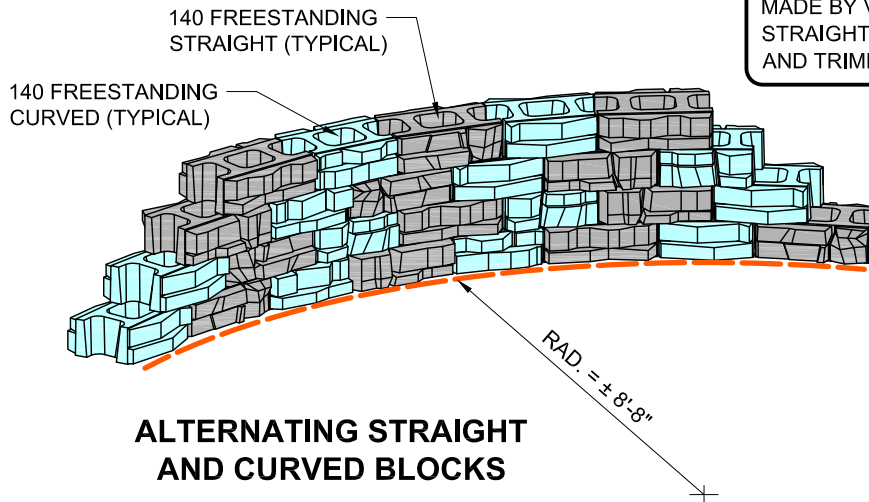 140 FREESTANDING
STRAIGHT (TYPICAL)
140 FREESTANDING
CURVED (TYPICAL)
MADE BY
STRAIGHT
AND
RAD. = ± 8'-8"
ALTERNATING STRAIGHT
AND CURVED BLOCKS